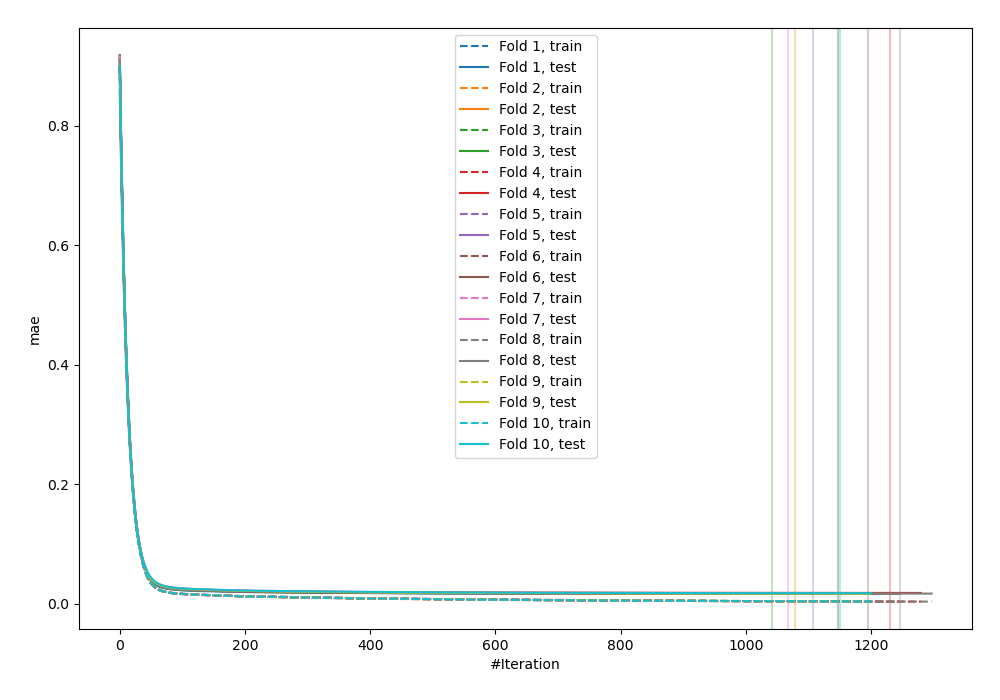 Fold 1, train
Fold 1, test
Fold 2, train
Fold 2, test
Fold 3, train
Fold 3, test
Fold 4, train
Fold 4, test
Fold 5, train
Fold 5, test
Fold 6, train
Fold 6, test
Fold 7, train
Fold 7, test
Fold 8, train
Fold 8, test
Fold 9, train
Fold 9, test
Fold 10, train
Fold 10, test
mae
0.8
0.6
0.4
0.2
0.0
0 200 400 600 800 1000 1200
#Iteration